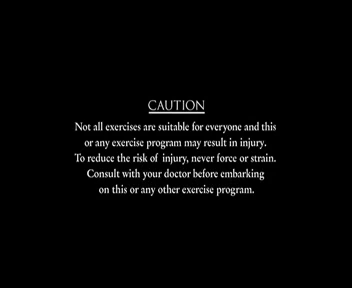 CAUTION
Not all exercises are suitable for everyone and this
or any exercise program may result in injury.
To reduce the risk of injury, never force or strain.
Consult with your doctor before embarking
on this or any other exercise program.